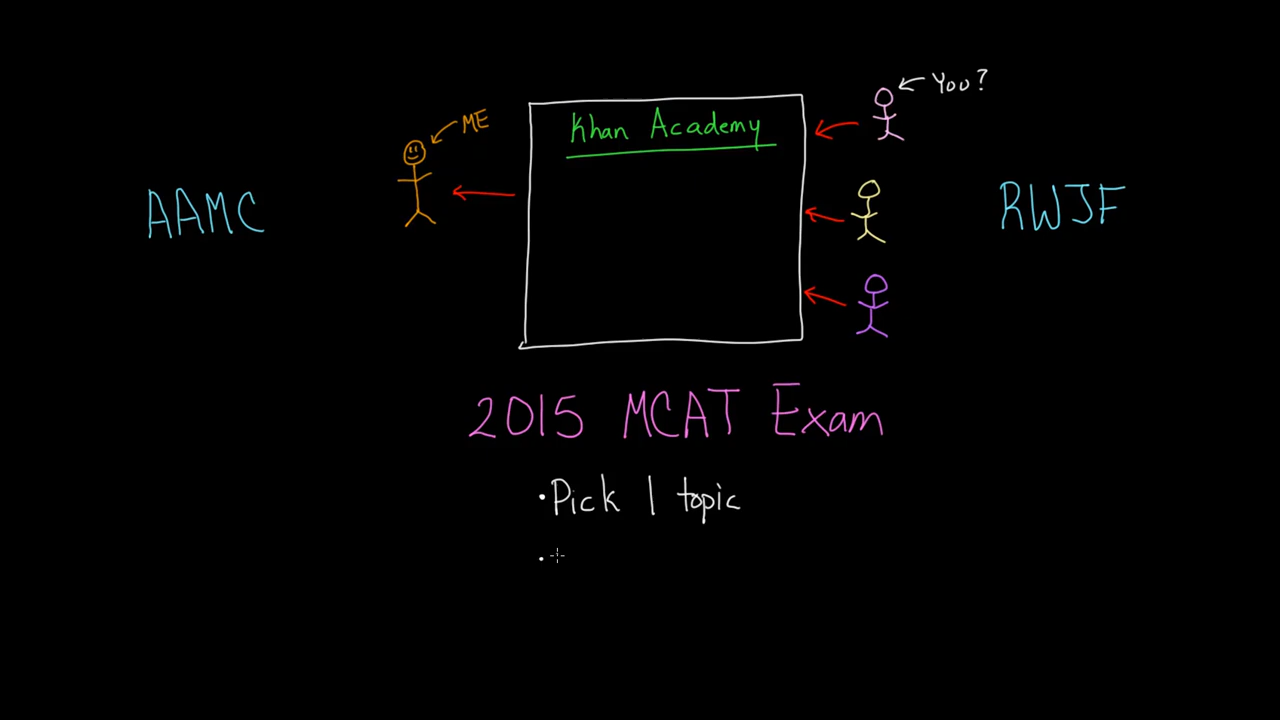 You?
ME
Khan Academy
AAMC
RWJF
2015 MCAT Exam
•Pick 1 topic
•